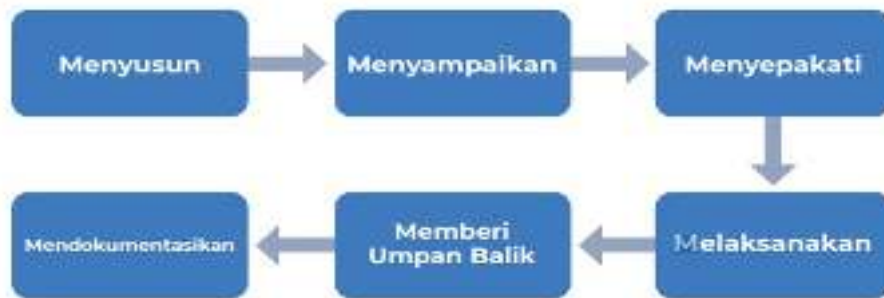 Menyusun
Menyampaikan
Menyepakati
Melaksanakan
Memberi
Umpan Balik
Mendokumentasikan